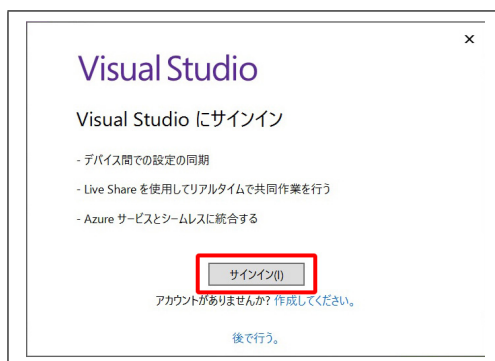 Visual Studio
Visual Studio にサインイン
- デバイス間での設定の同期
- Live Share を使用してリアルタイムで共同作業を行う
- Azure サービスとシームレスに統合する
サインイン(I)
アカウントがありませんか? 作成してください。
後で行う。